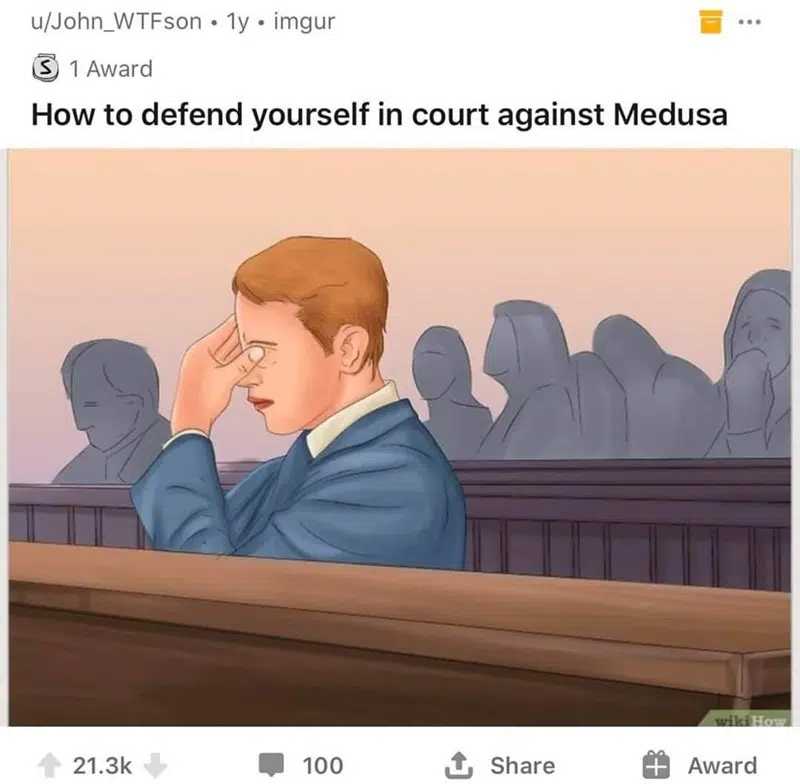 u/John_WTFson • 1y • imgur
S 1 Award
How to defend yourself in court against Medusa
wikiHow
21.3k 100 Share Award